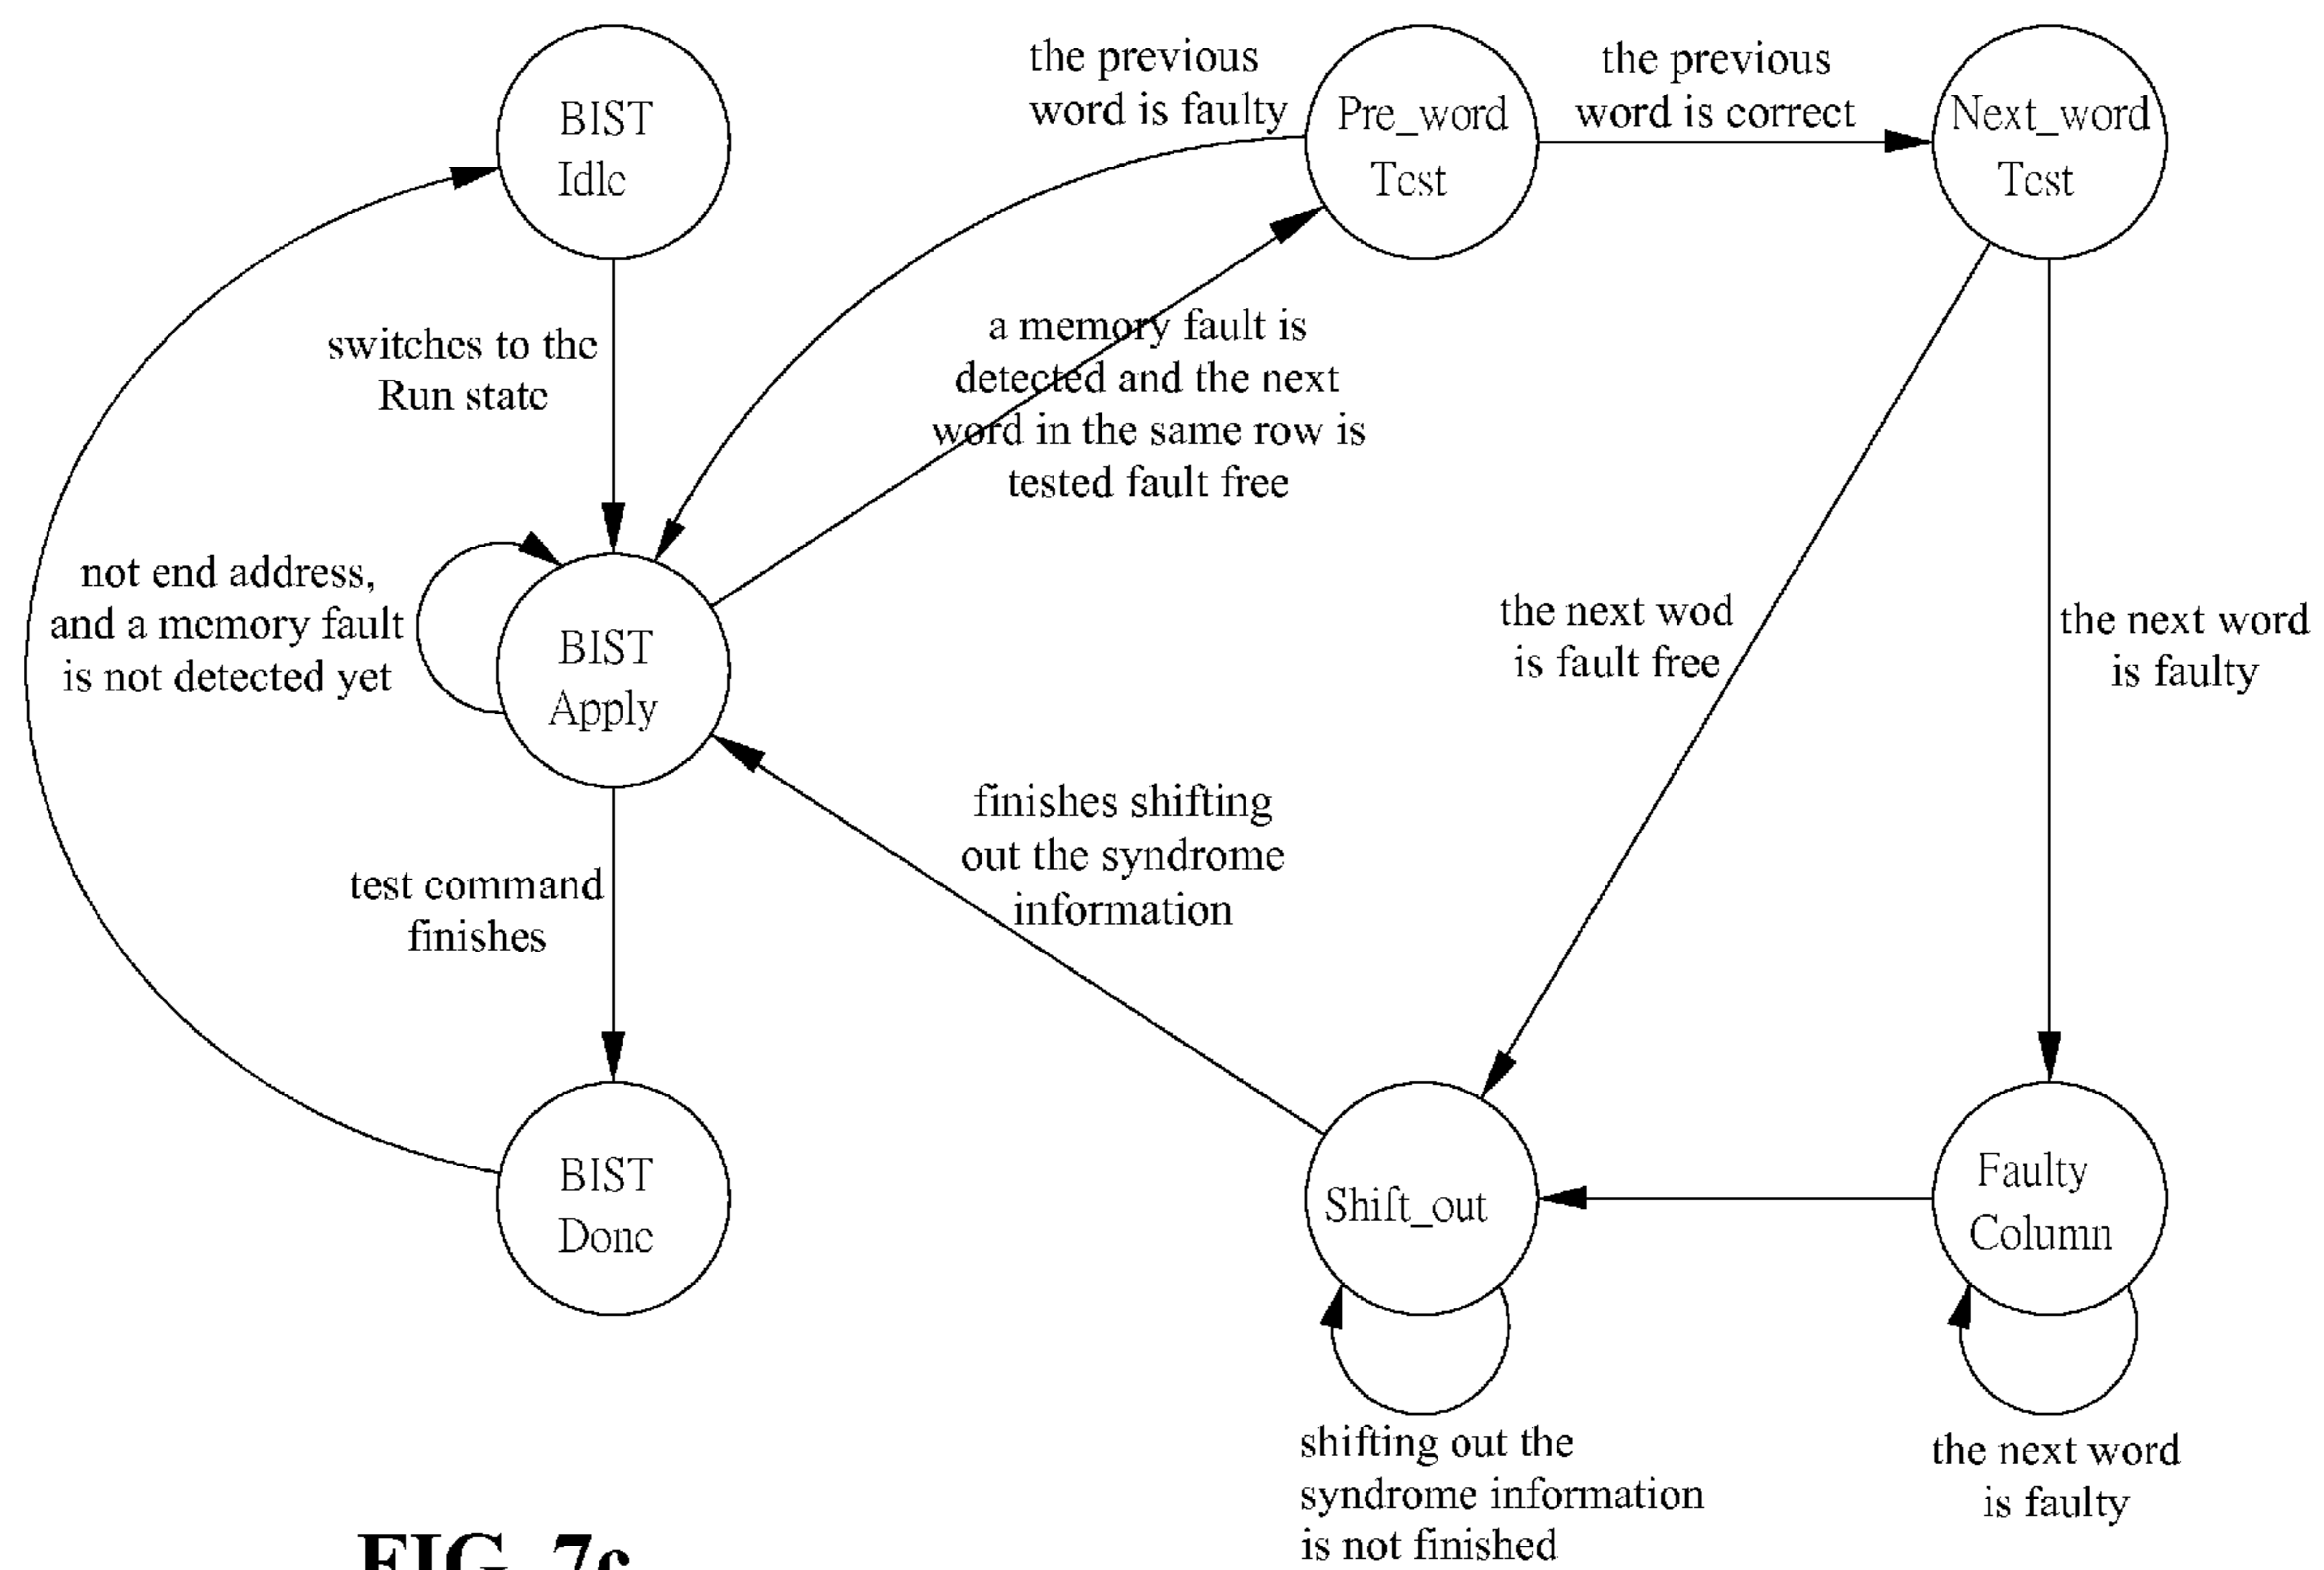 BIST
Idle
the previous
word is faulty
Pre_word
Test
the previous
word is correct
Next_word
Test
switches to the
Run state
a memory fault is
detected and the next
word in the same row is
tested fault free
not end address,
and a memory fault
is not detected yet
BIST
Apply
the next wod
is fault free
the next word
is faulty
finishes shifting
out the syndrome
information
test command
finishes
BIST
Done
Shift_out
Faulty
Column
shifting out the
syndrome information
is not finished
the next word
is faulty
FIG. 7c